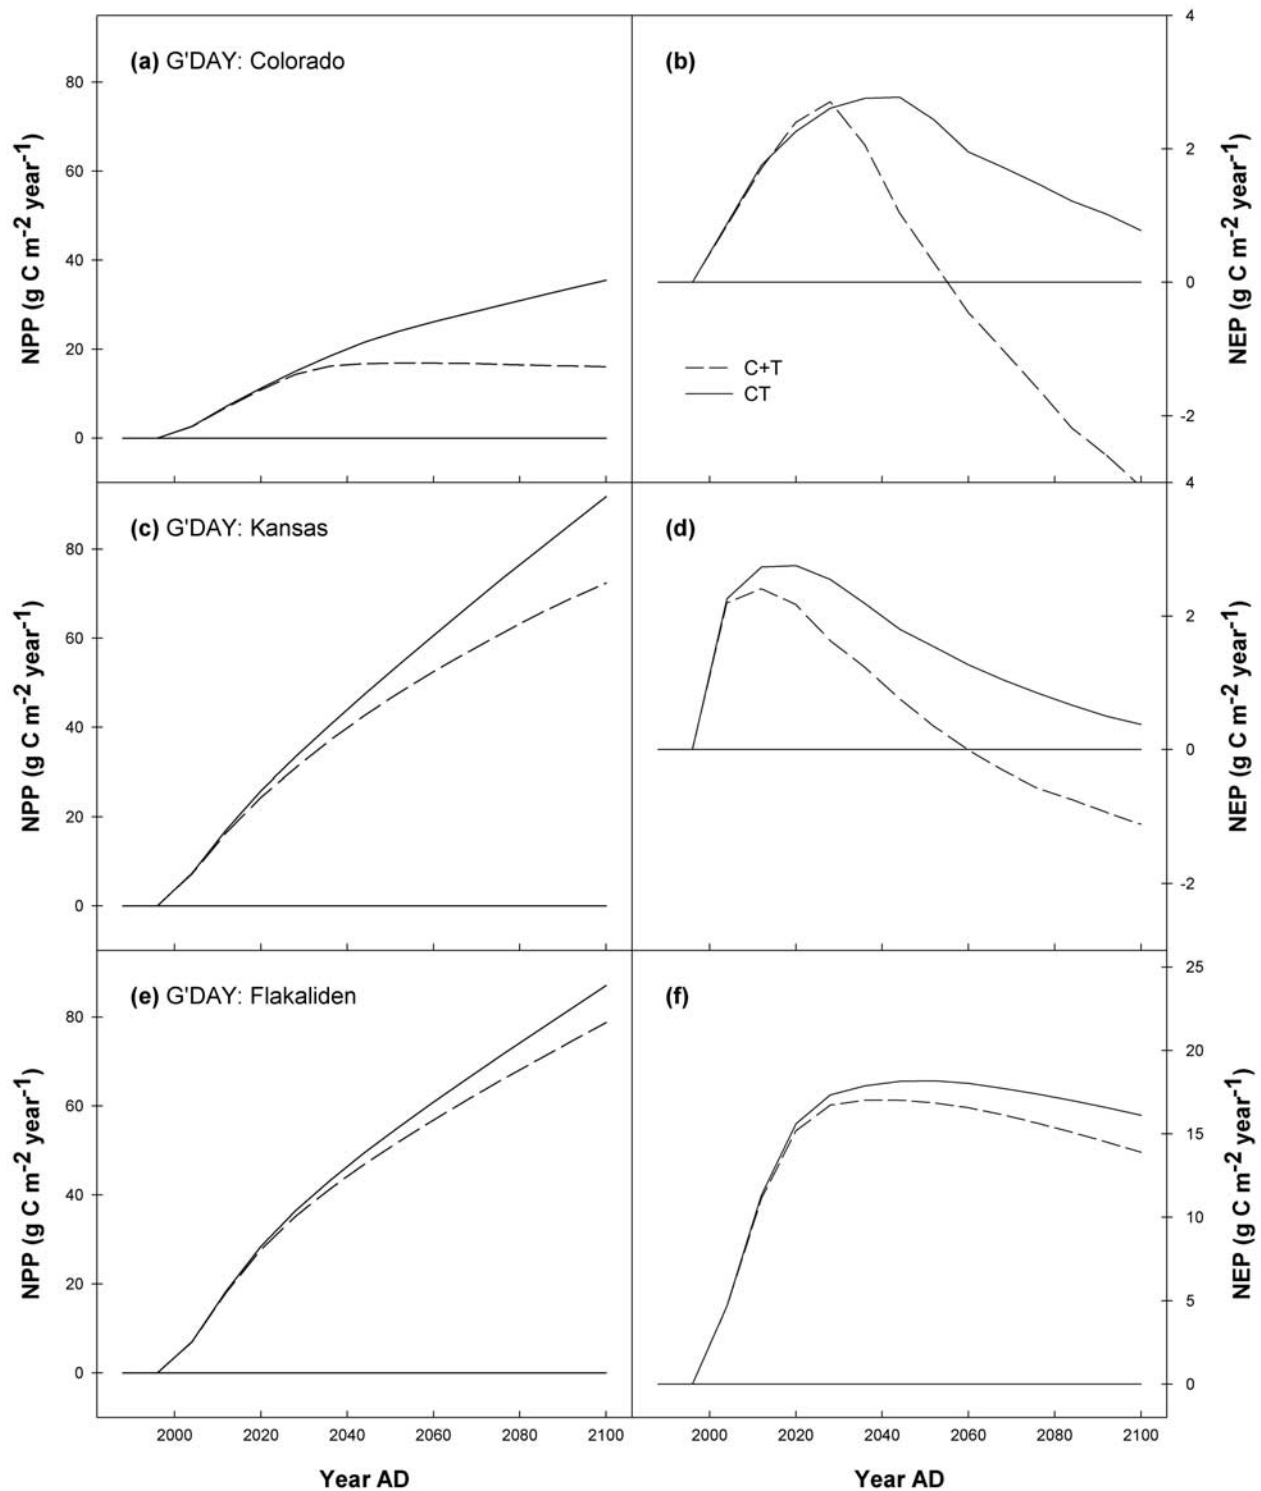 (a) G'DAY: Colorado
(b)
NPP (g C m-2 year-1)
80
60
40
20
0
4
2
0
-2
4
NEP (g C m-2 year-1)
C+T
CT
(c) G'DAY: Kansas
(d)
NPP (g C m-2 year-1)
80
60
40
20
0
2
0
-2
NEP (g C m-2 year-1)
(e) G'DAY: Flakaliden
(f)
NPP (g C m-2 year-1)
80
60
40
20
0
25
20
15
10
5
0
NEP (g C m-2 year-1)
2000 2020 2040 2060 2080 2100
2000 2020 2040 2060 2080 2100
Year AD
Year AD